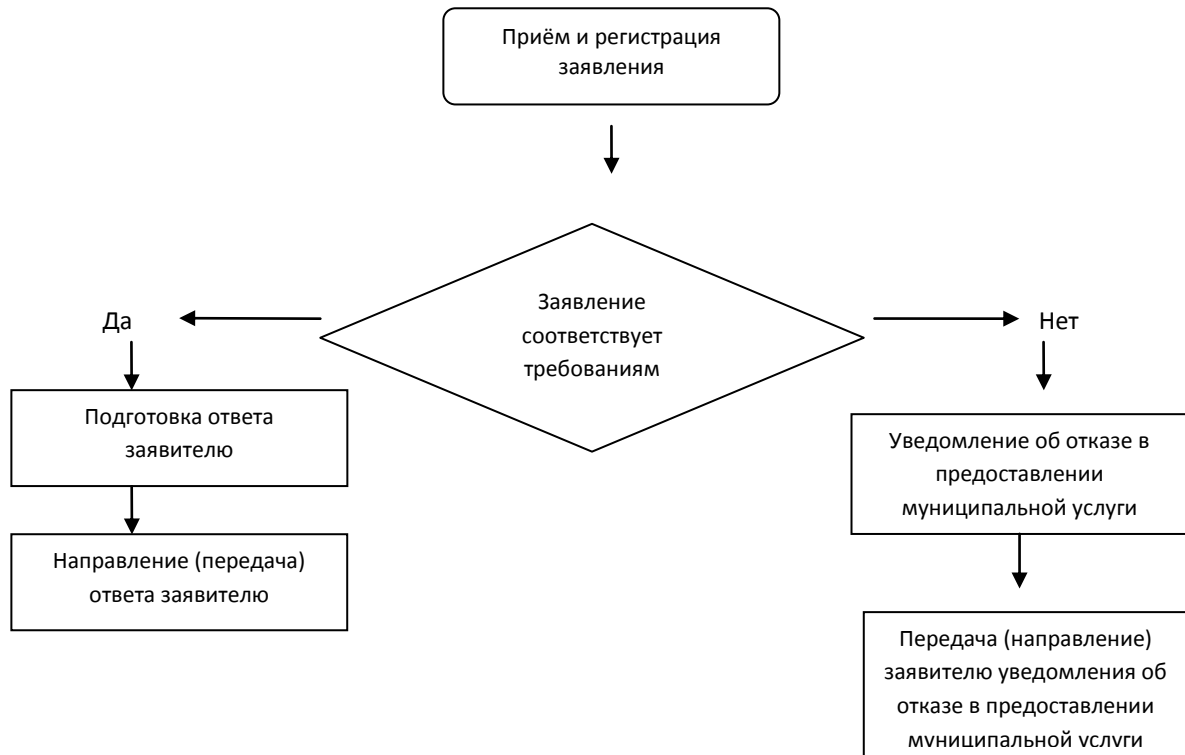 Приём и регистрация
заявления
Заявление
соответствует
требованиям
Да
Нет
Подготовка ответа
заявителю
Направление (передача)
ответа заявителю
Уведомление об отказе в
предоставлении
муниципальной услуги
Передача (направление)
заявителю уведомления об
отказе в предоставлении
муниципальной услуги